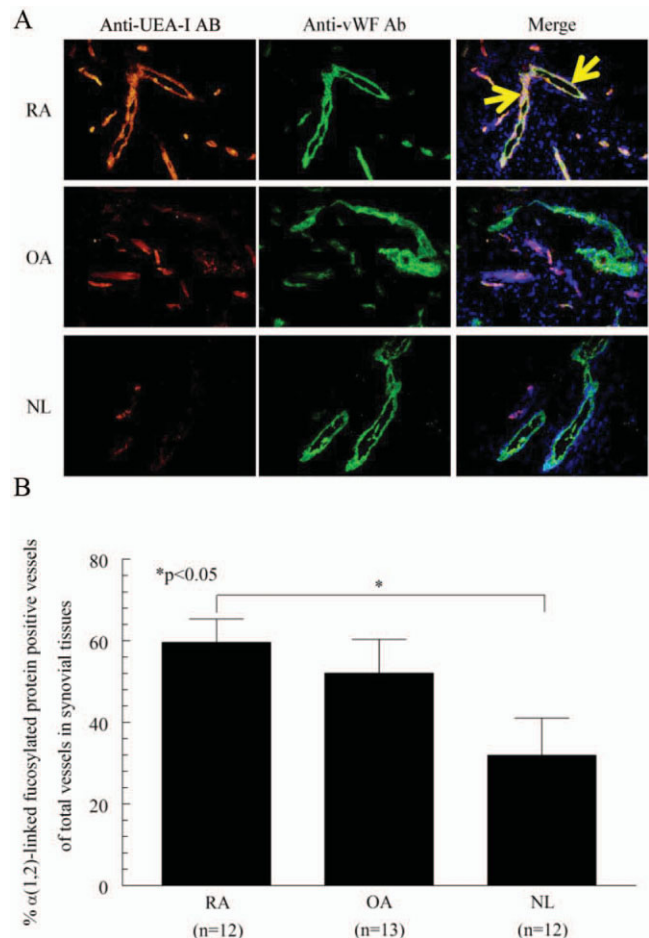 A
Anti-UEA-I AB Anti-vWF Ab Merge
RA
OA
NL
B
% α(1,2)-linked fucosylated protein positive vessels
of total vessels in synovial tissues
80
60
40
20
0
*p<0.05
*
RA OA NL
(n=12) (n=13) (n=12)